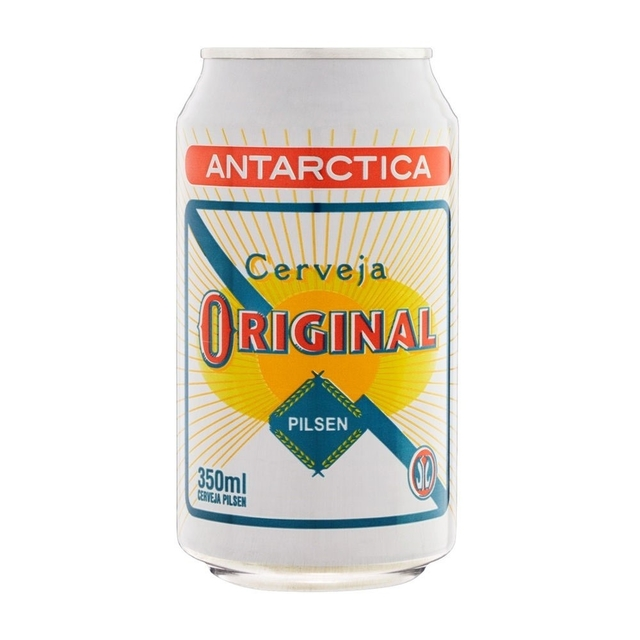 ANTARCTICA
Cerveja
ORIGINAL
PILSEN
350ml
CERVEJA PILSEN